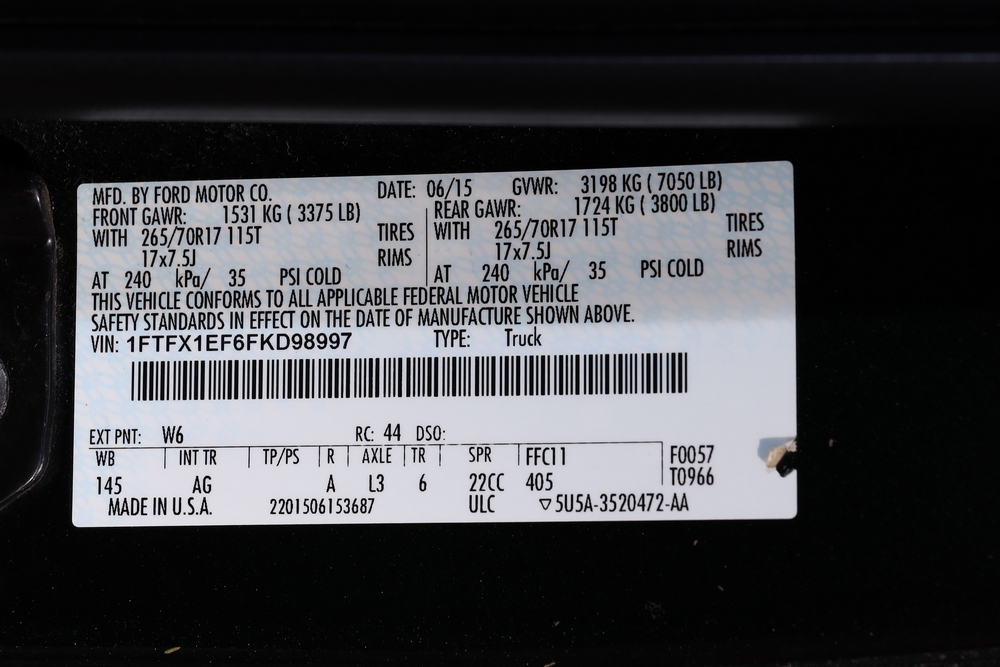 MFD. BY FORD MOTOR CO. DATE: 06/15 GVWR: 3198 KG ( 7050 LB)
FRONT GAWR: 1531 KG ( 3375 LB) REAR GAWR: 1724 KG ( 3800 LB)
WITH 265/70R17 115T TIRES WITH 265/70R17 115T TIRES
17x7.5J RIMS 17x7.5J RIMS
AT 240 kPa/ 35 PSI COLD AT 240 kPa/ 35 PSI COLD
THIS VEHICLE CONFORMS TO ALL APPLICABLE FEDERAL MOTOR VEHICLE
SAFETY STANDARDS IN EFFECT ON THE DATE OF MANUFACTURE SHOWN ABOVE.
VIN: 1FTFX1EF6FKD98997 TYPE: Truck
EXT PNT: W6 RC: 44 DSO:
WB INT TR TP/PS R AXLE TR SPR FFC11 F0057
145 AG A L3 6 22CC 405 T0966
MADE IN U.S.A. 2201506153687 ULC ▽5U5A-3520472-AA